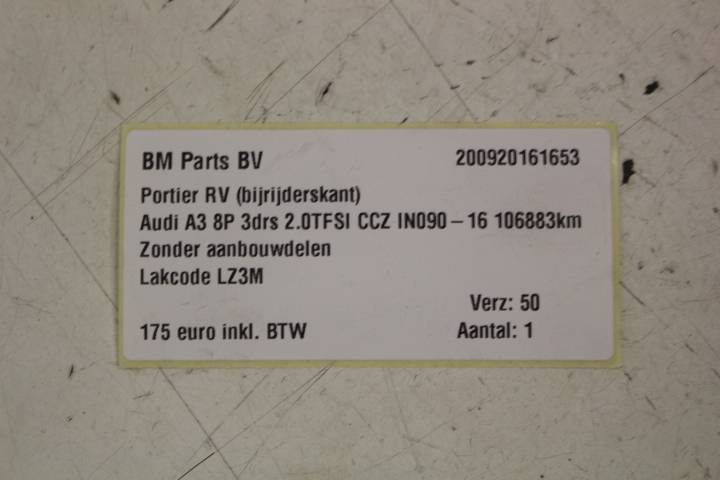 BM Parts BV 200920161653
Portier RV (bijrijderskant)
Audi A3 8P 3drs 2.0TFSI CCZ IN090 – 16 106883km
Zonder aanbouwdelen
Lakcode LZ3M
Verz: 50
175 euro inkl. BTW Aantal: 1